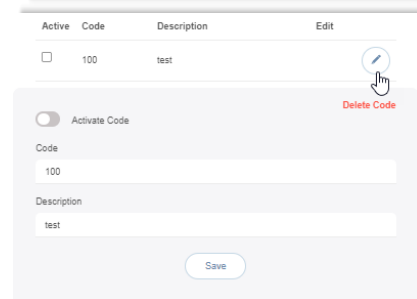 Active Code Description Edit
100 test
Delete Code
Activate Code
Code
100
Description
test
Save